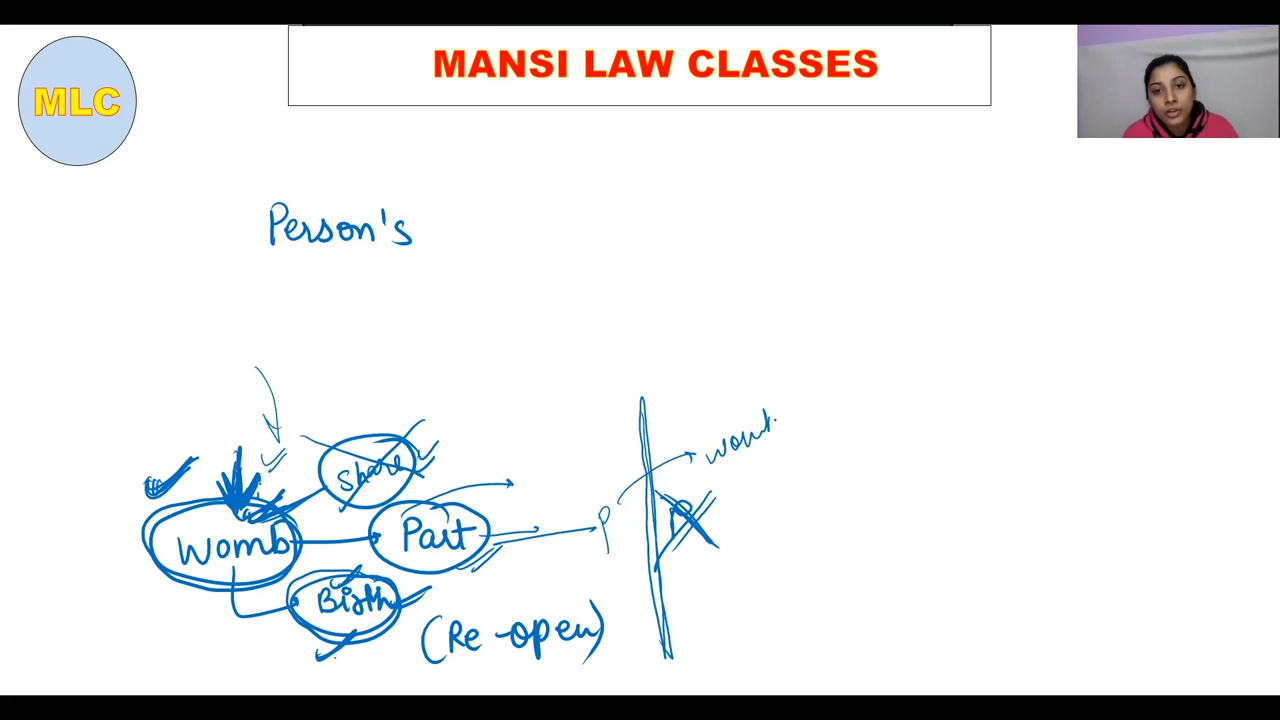 MLC
MANSI LAW CLASSES
Person's
Share
Womb
Part
P
Womb
Birth
(Re-open)